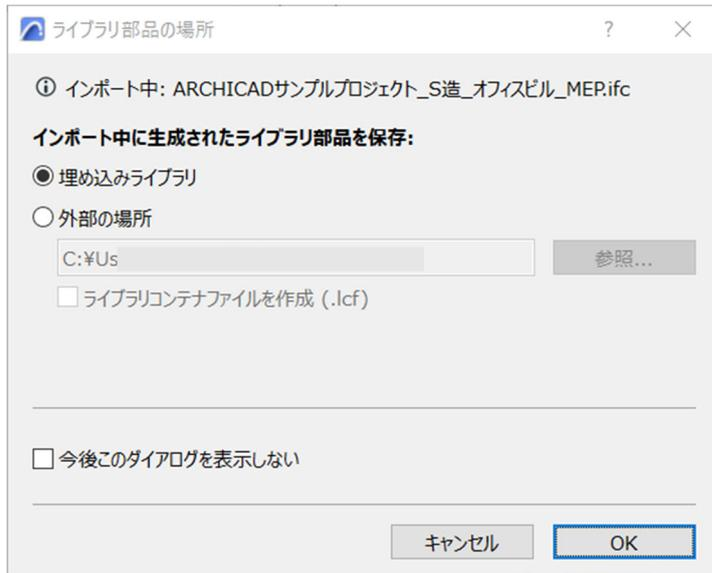 ライブラリ部品の場所
インポート中: ARCHICADサンプルプロジェクト_S造_オフィスビル_MEP.ifc
インポート中に生成されたライブラリ部品を保存:
埋め込みライブラリ
外部の場所
C:¥Us
参照...
ライブラリコンテナファイルを作成 (.lcf)
今後このダイアログを表示しない
キャンセル
OK